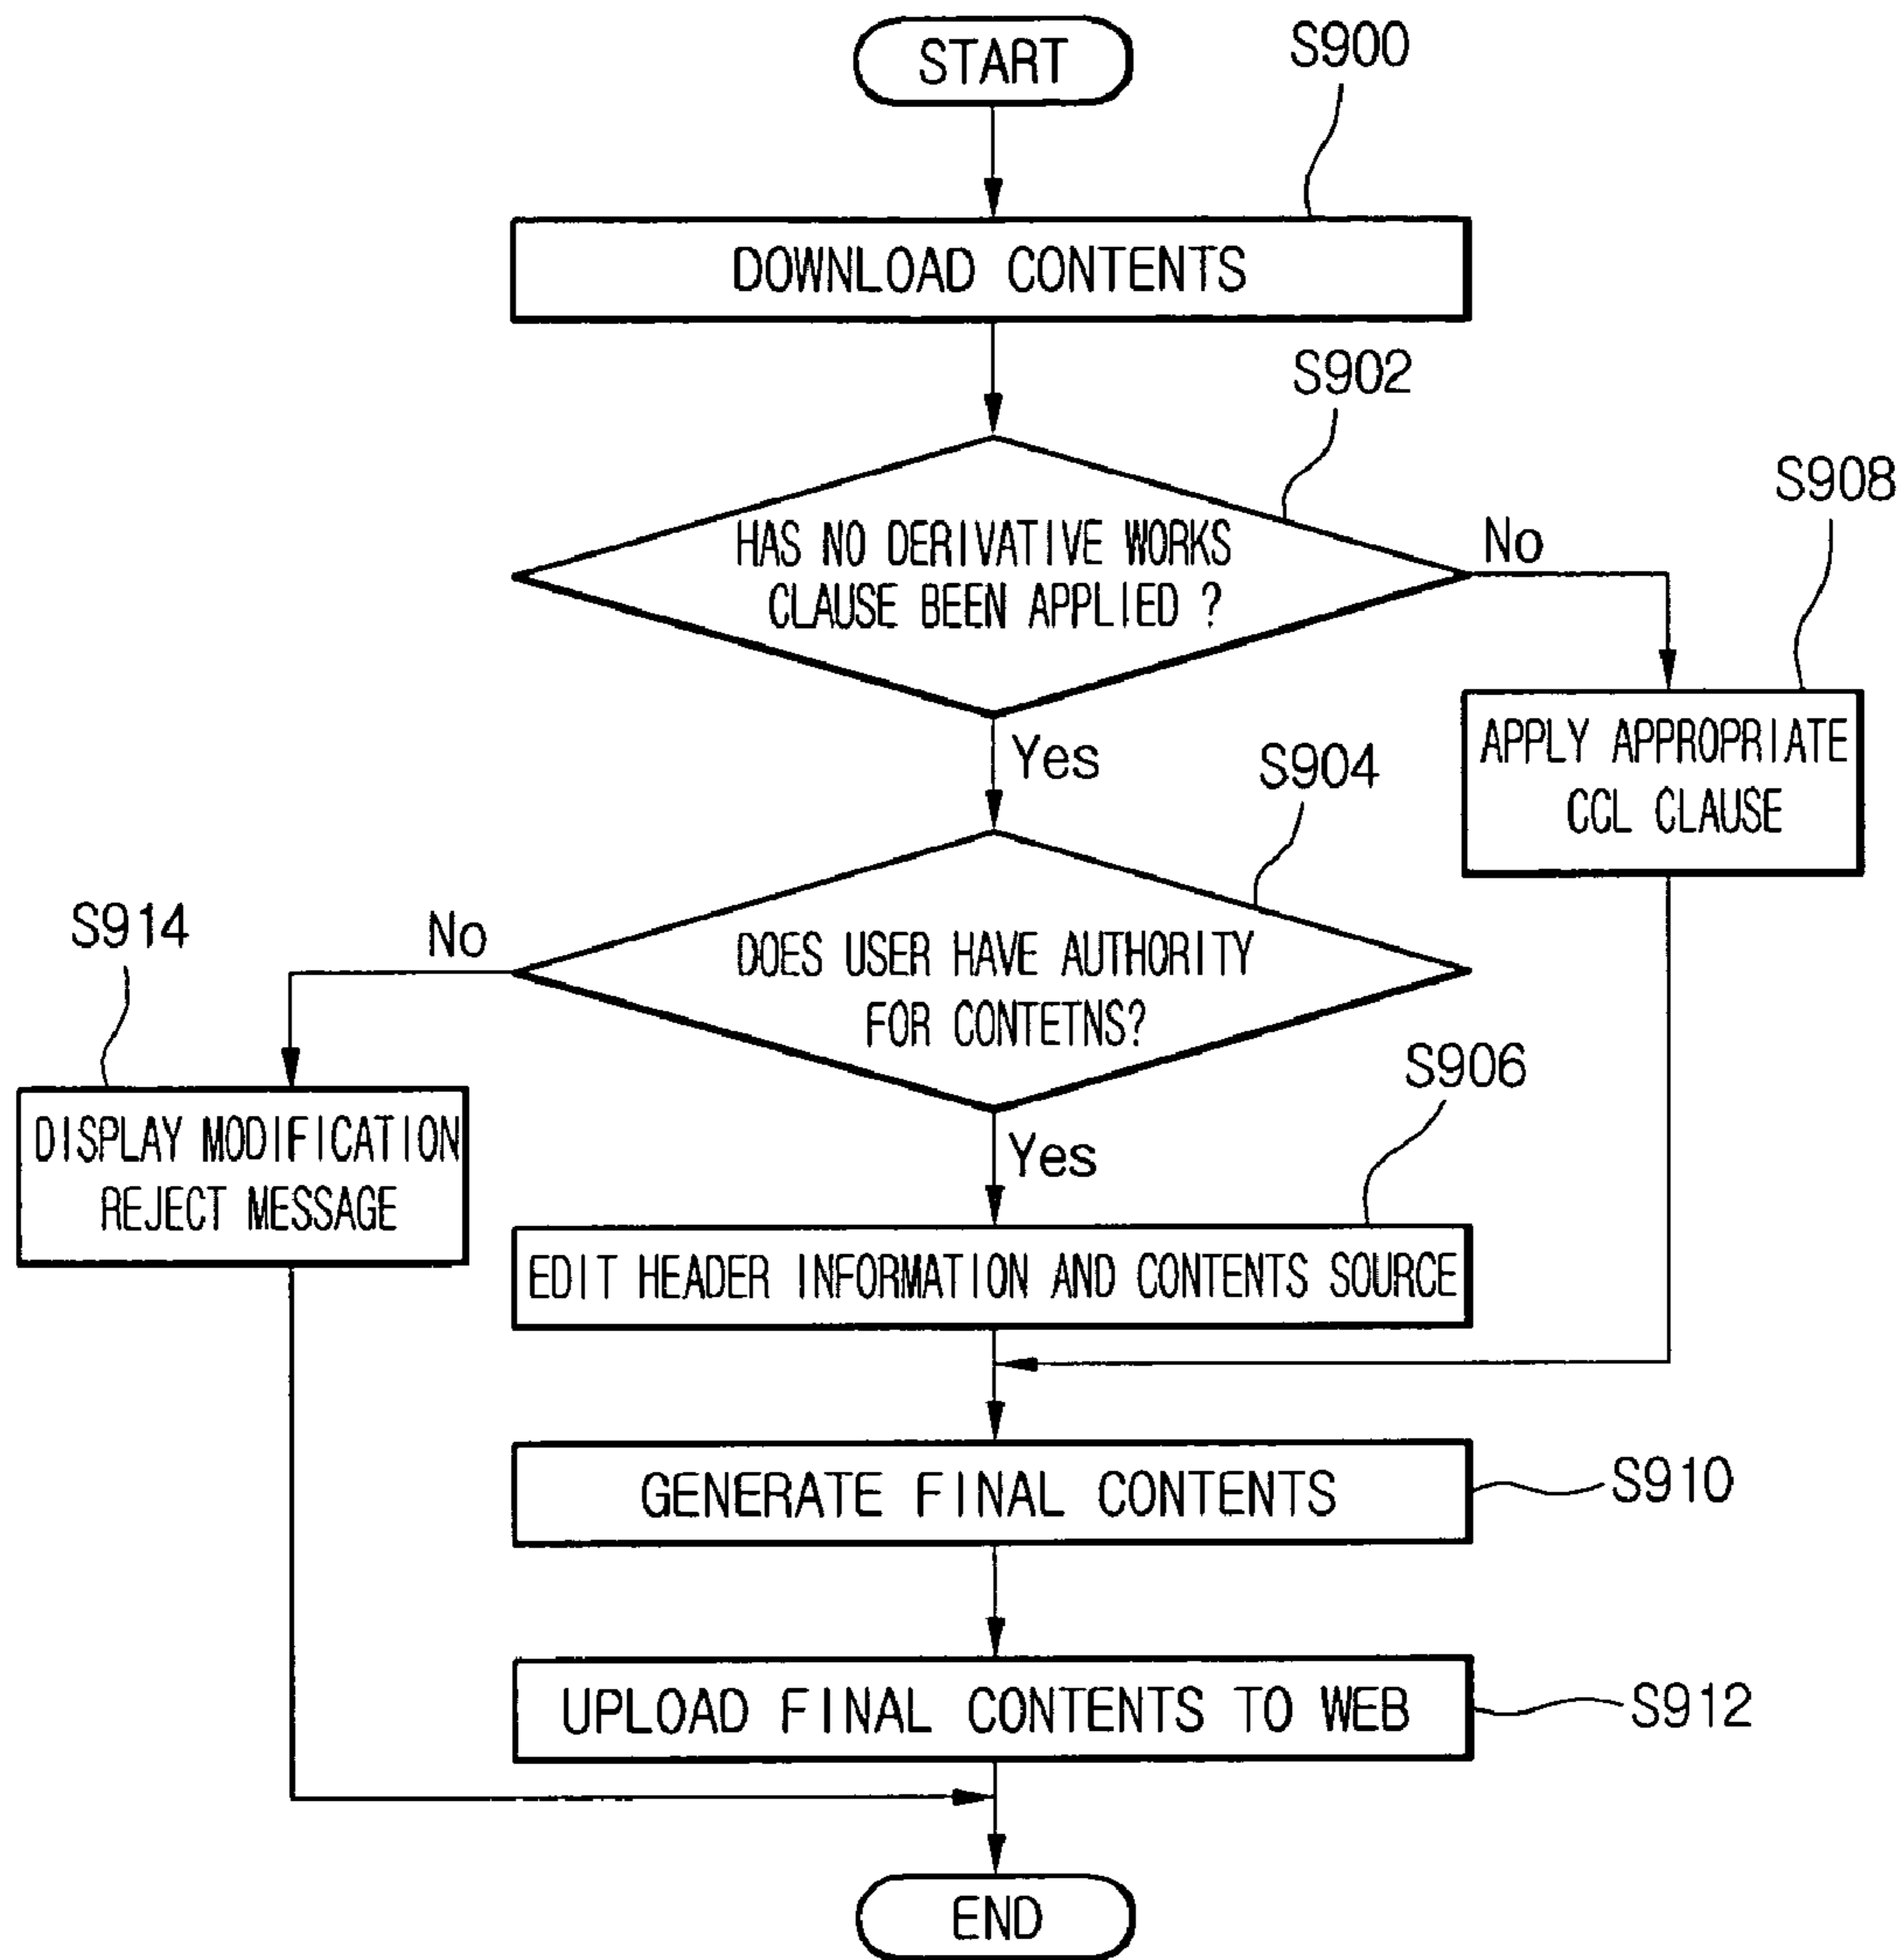 START
S900
DOWNLOAD CONTENTS
S902
HAS NO DERIVATIVE WORKS
CLAUSE BEEN APPLIED ?
No
S908
APPLY APPROPRIATE
CCL CLAUSE
Yes
S904
DOES USER HAVE AUTHORITY
FOR CONTETNS?
No
S914
DISPLAY MODIFICATION
REJECT MESSAGE
Yes
S906
EDIT HEADER INFORMATION AND CONTENTS SOURCE
GENERATE FINAL CONTENTS
S910
UPLOAD FINAL CONTENTS TO WEB
S912
END